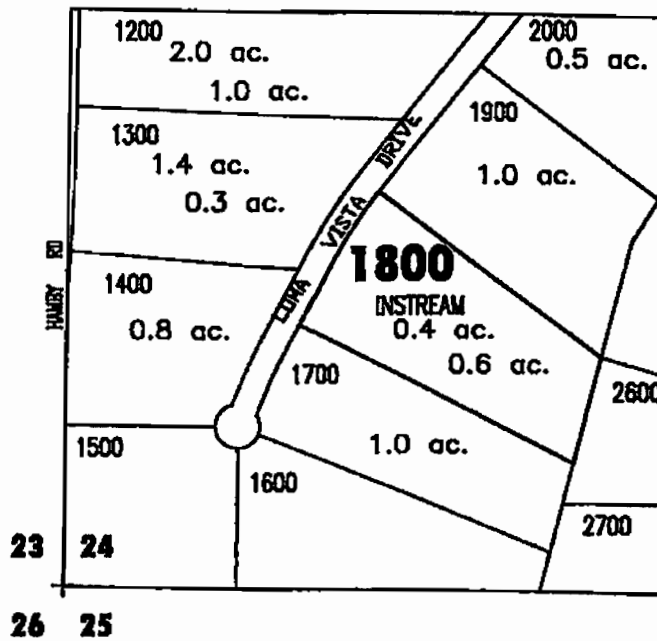 1200
2.0 ac.
1.0 ac.
2000
0.5 ac.
1300
1.4 ac.
0.3 ac.
1900
1.0 ac.
LOMA VISTA DRIVE
HAMBY RD
1400
0.8 ac.
1800
INSTREAM
0.4 ac.
0.6 ac.
1700
1.0 ac.
2600
1500
1600
2700
23 24
26 25